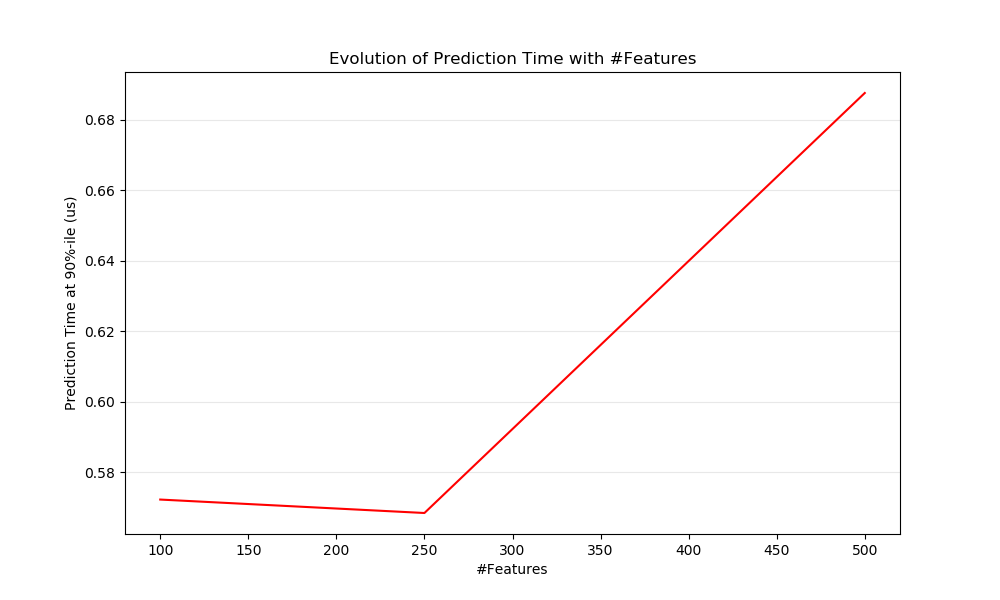 Evolution of Prediction Time with #Features
Prediction Time at 90%-ile (us)
0.68
0.66
0.64
0.62
0.60
0.58
100 150 200 250 300 350 400 450 500
#Features